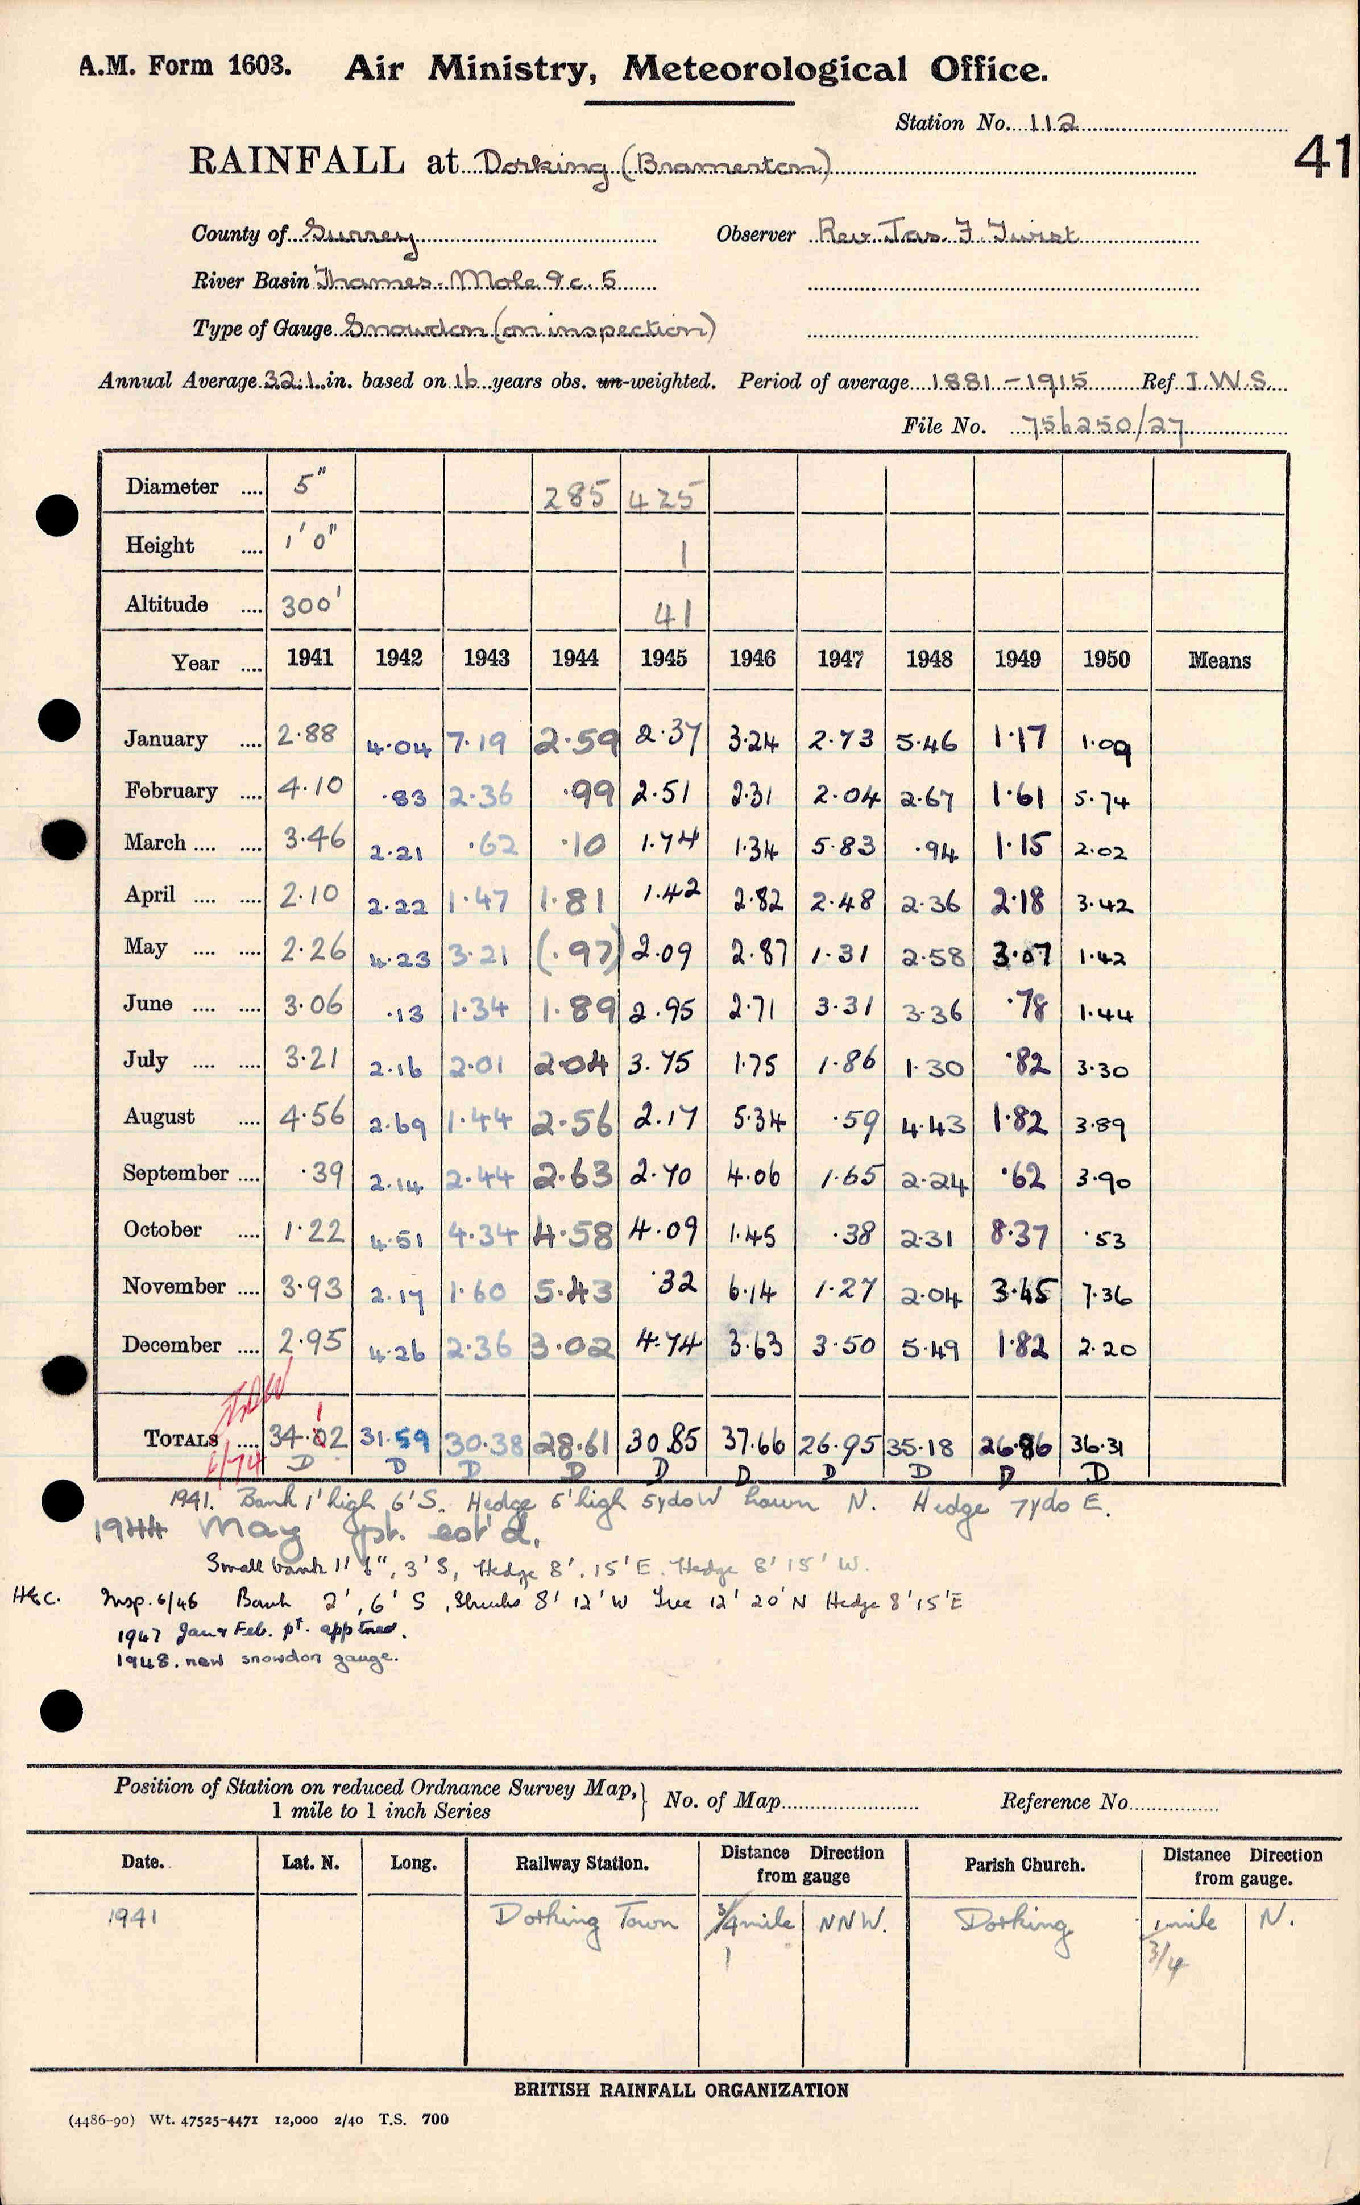 A.M. Form 1603. Air Ministry, Meteorological Office.
Station No. 112
41
RAINFALL at Dorking (Bramerton)
County of Surrey Observer Rev. Jas. F. Twist
River Basin Thames. Mole &c. 5
Type of Gauge Snowdon (on inspection)
Annual Average 32.1 in. based on 16 years obs. un-weighted. Period of average 1881-1915 Ref I.W.S.
File No. 756250/27
Diameter .... 5" 285 425
Height .... 1' 0" 1
Altitude .... 300' 41
Year .... 1941 1942 1943 1944 1945 1946 1947 1948 1949 1950 Means
January .... 2.88 4.04 7.19 2.59 2.37 3.24 2.73 5.46 1.17 1.09
February .... 4.10 .83 2.36 .99 2.51 2.31 2.04 2.67 1.61 5.74
March .... .... 3.46 2.21 .62 .10 1.74 1.34 5.83 .94 1.15 2.02
April .... .... 2.10 2.22 1.47 1.81 1.42 2.82 2.48 2.36 2.18 3.42
May .... .... 2.26 4.23 3.21 (.97) 2.09 2.87 1.31 2.58 3.07 1.42
June .... .... 3.06 .13 1.34 1.89 2.95 2.71 3.31 3.36 .78 1.44
July .... .... 3.21 2.16 2.01 2.04 3.75 1.75 1.86 1.30 .82 3.30
August .... 4.56 2.69 1.44 2.56 2.17 5.34 .59 4.43 1.82 3.89
September .... .39 2.14 2.44 2.63 2.70 4.06 1.65 2.24 .62 3.90
October .... 1.22 4.51 4.34 4.58 4.09 1.45 .38 2.31 8.37 .53
November .... 3.93 2.17 1.60 5.43 .32 6.14 1.27 2.04 3.45 7.36
December .... 2.95 4.26 2.36 3.02 4.74 3.63 3.50 5.49 1.82 2.20
1
TOTALS .... 34.02 31.59 30.38 28.61 30.85 37.66 26.95 35.18 26.86 36.31
6/74 D D D D D D D D D D
1941. Bank 1' high 6' S. Hedge 6' high 5 yds W Lawn N. Hedge 7 yds E.
1944 May pt. est'd.
Small bank 1' 6", 3' S, Hedge 8'. 15' E. Hedge 8' 15' W.
H&C. Insp. 6/46 Bank 2', 6' S, Shrubs 8' 12' W Tree 12' 20' N Hedge 8' 15' E
1947 Jan & Feb. pt. apptned.
1948. new snowdon gauge.
Position of Station on reduced Ordnance Survey Map, } No. of Map Reference No.
1 mile to 1 inch Series
Date. Lat. N. Long. Railway Station. Distance Direction from gauge Parish Church. Distance Direction from gauge.
1941 Dorking Town 3/4 mile NNW. Dorking 1 mile N.
1 3/4
BRITISH RAINFALL ORGANIZATION
(4486-90) Wt. 47525-4471 12,000 2/40 T.S. 700